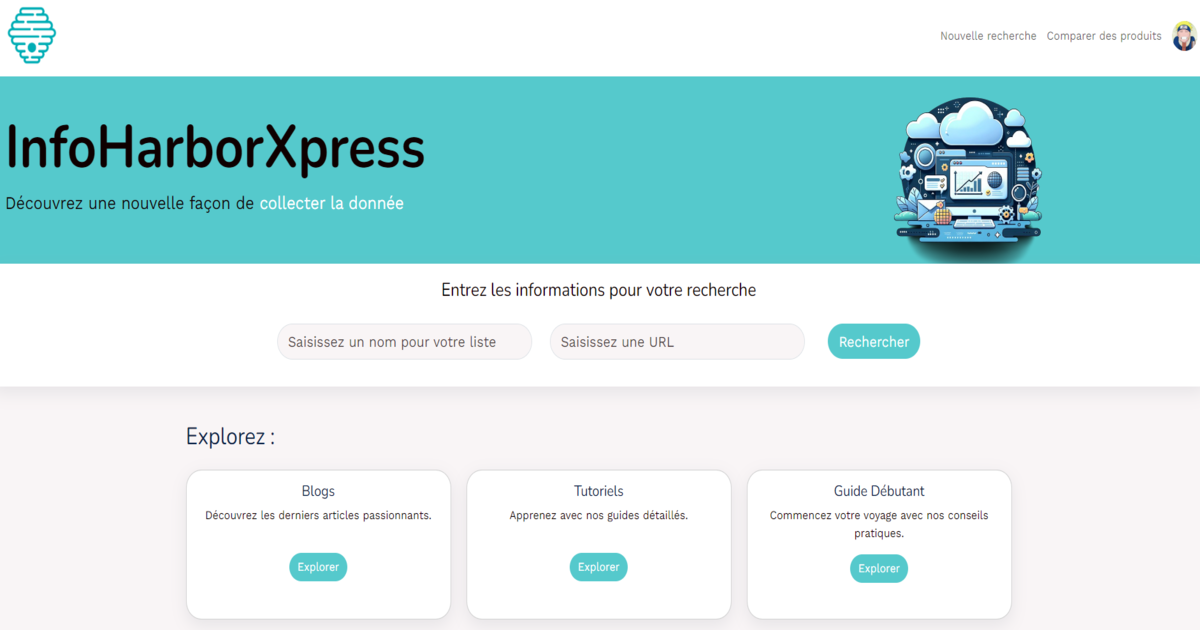 Nouvelle recherche Comparer des produits
InfoHarborXpress
Découvrez une nouvelle façon de collecter la donnée
Entrez les informations pour votre recherche
Saisissez un nom pour votre liste
Saisissez une URL
Rechercher
Explorez :
Blogs
Découvrez les derniers articles passionnants.
Explorer
Tutoriels
Apprenez avec nos guides détaillés.
Explorer
Guide Débutant
Commencez votre voyage avec nos conseils
pratiques.
Explorer